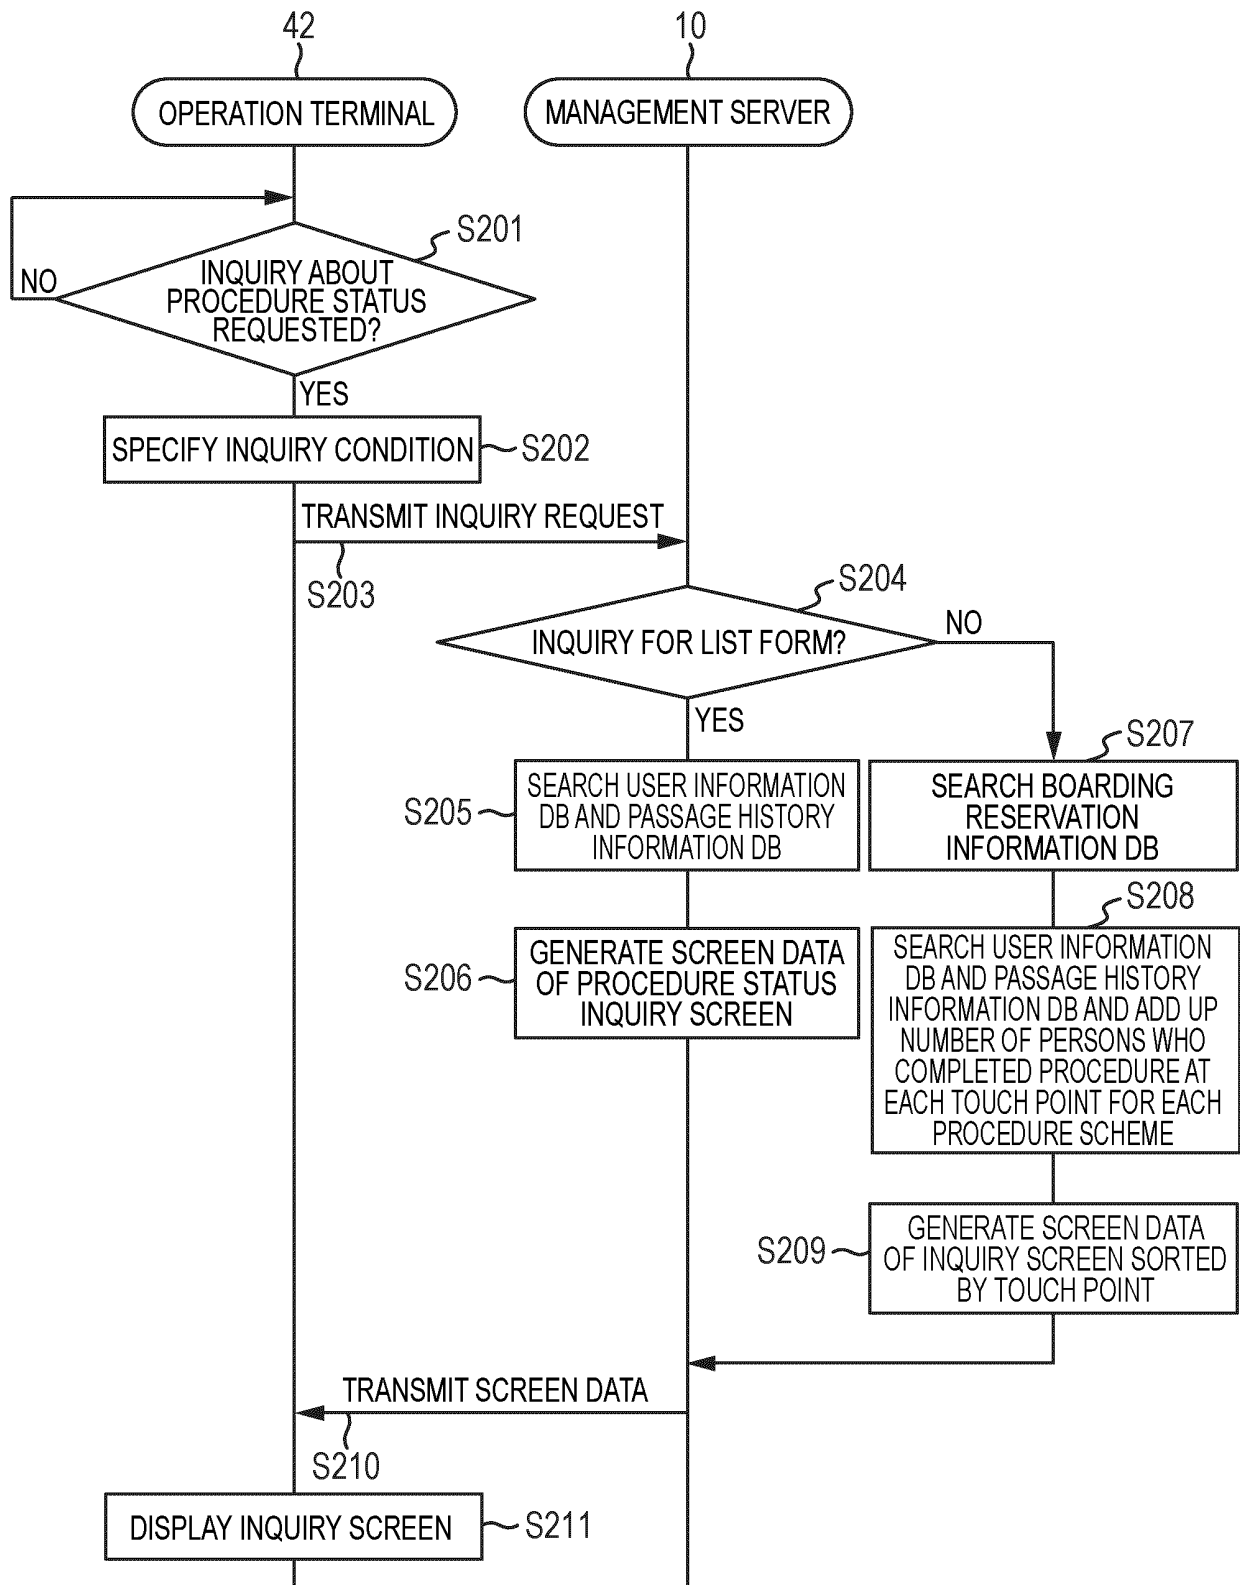 42
10
OPERATION TERMINAL
MANAGEMENT SERVER
S201
INQUIRY ABOUT
PROCEDURE STATUS
REQUESTED?
NO
YES
SPECIFY INQUIRY CONDITION
S202
TRANSMIT INQUIRY REQUEST
S203
S204
INQUIRY FOR LIST FORM?
NO
YES
S205
SEARCH USER INFORMATION
DB AND PASSAGE HISTORY
INFORMATION DB
S207
SEARCH BOARDING
RESERVATION
INFORMATION DB
S206
GENERATE SCREEN DATA
OF PROCEDURE STATUS
INQUIRY SCREEN
S208
SEARCH USER INFORMATION
DB AND PASSAGE HISTORY
INFORMATION DB AND ADD UP
NUMBER OF PERSONS WHO
COMPLETED PROCEDURE AT
EACH TOUCH POINT FOR EACH
PROCEDURE SCHEME
S209
GENERATE SCREEN DATA
OF INQUIRY SCREEN SORTED
BY TOUCH POINT
TRANSMIT SCREEN DATA
S210
DISPLAY INQUIRY SCREEN
S211